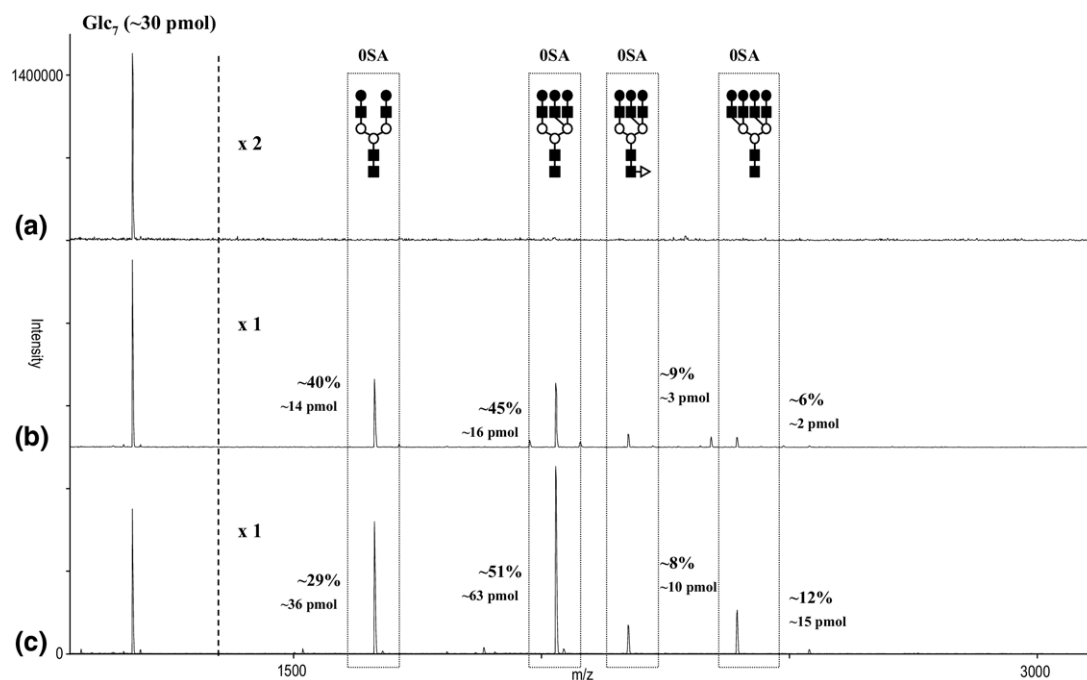 Glc₇ (~30 pmol)
0SA
0SA
0SA
0SA
1400000
x 2
(a)
Intensity
x 1
~40%
~14 pmol
~45%
~16 pmol
~9%
~3 pmol
~6%
~2 pmol
(b)
x 1
~29%
~36 pmol
~51%
~63 pmol
~8%
~10 pmol
~12%
~15 pmol
(c)
0
1500
m/z
3000